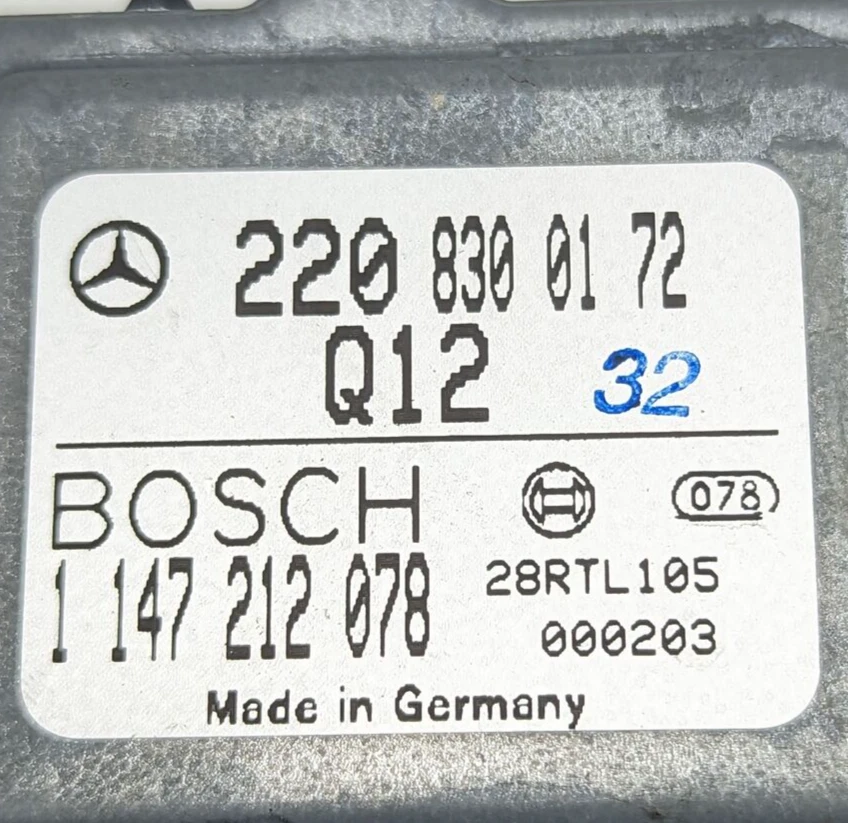 220 830 01 72
Q12 32
BOSCH 078
1 147 212 078 28RTL105
000203
Made in Germany